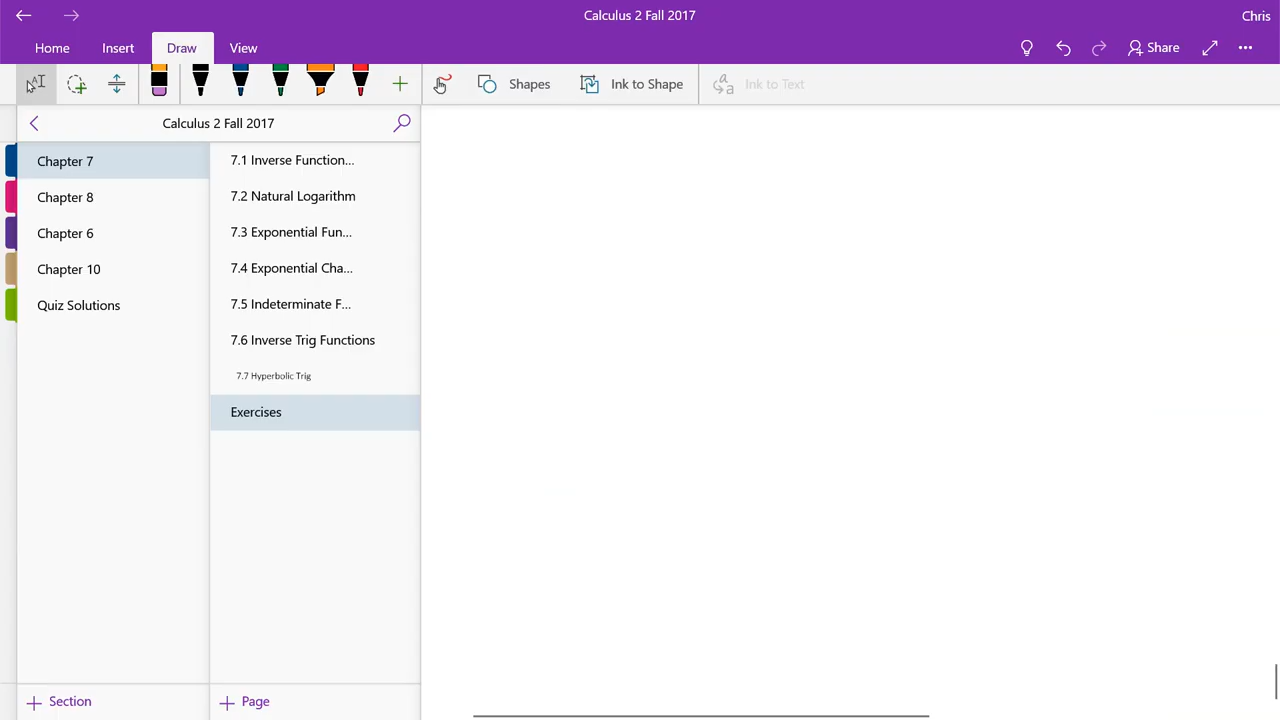 Calculus 2 Fall 2017
Chris
Home Insert Draw View
Share
Shapes Ink to Shape Ink to Text
Calculus 2 Fall 2017
Chapter 7
Chapter 8
Chapter 6
Chapter 10
Quiz Solutions
7.1 Inverse Function...
7.2 Natural Logarithm
7.3 Exponential Fun...
7.4 Exponential Cha...
7.5 Indeterminate F...
7.6 Inverse Trig Functions
7.7 Hyperbolic Trig
Exercises
+ Section
+ Page